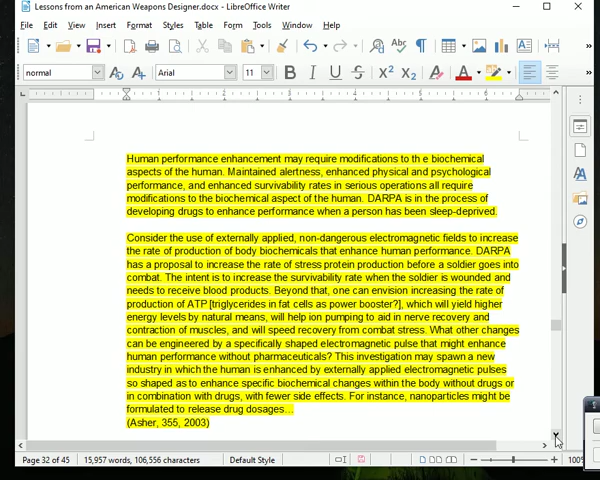 Lessons from an American Weapons Designer.docx - LibreOffice Writer
File Edit View Insert Format Styles Table Form Tools Window Help
normal Arial 11
Human performance enhancement may require modifications to th e biochemical
aspects of the human. Maintained alertness, enhanced physical and psychological
performance, and enhanced survivability rates in serious operations all require
modifications to the biochemical aspect of the human. DARPA is in the process of
developing drugs to enhance performance when a person has been sleep-deprived.
Consider the use of externally applied, non-dangerous electromagnetic fields to increase
the rate of production of body biochemicals that enhance human performance. DARPA
has a proposal to increase the rate of stress protein production before a soldier goes into
combat. The intent is to increase the survivability rate when the soldier is wounded and
needs to receive blood products. Beyond that, one can envision increasing the rate of
production of ATP [triglycerides in fat cells as power booster?], which will yield higher
energy levels by natural means, will help ion pumping to aid in nerve recovery and
contraction of muscles, and will speed recovery from combat stress. What other changes
can be engineered by a specifically shaped electromagnetic pulse that might enhance
human performance without pharmaceuticals? This investigation may spawn a new
industry in which the human is enhanced by externally applied electromagnetic pulses
so shaped as to enhance specific biochemical changes within the body without drugs or
in combination with drugs, with fewer side effects. For instance, nanoparticles might be
formulated to release drug dosages...
(Asher, 355, 2003)
Page 32 of 45 15,957 words, 106,556 characters Default Style 100%